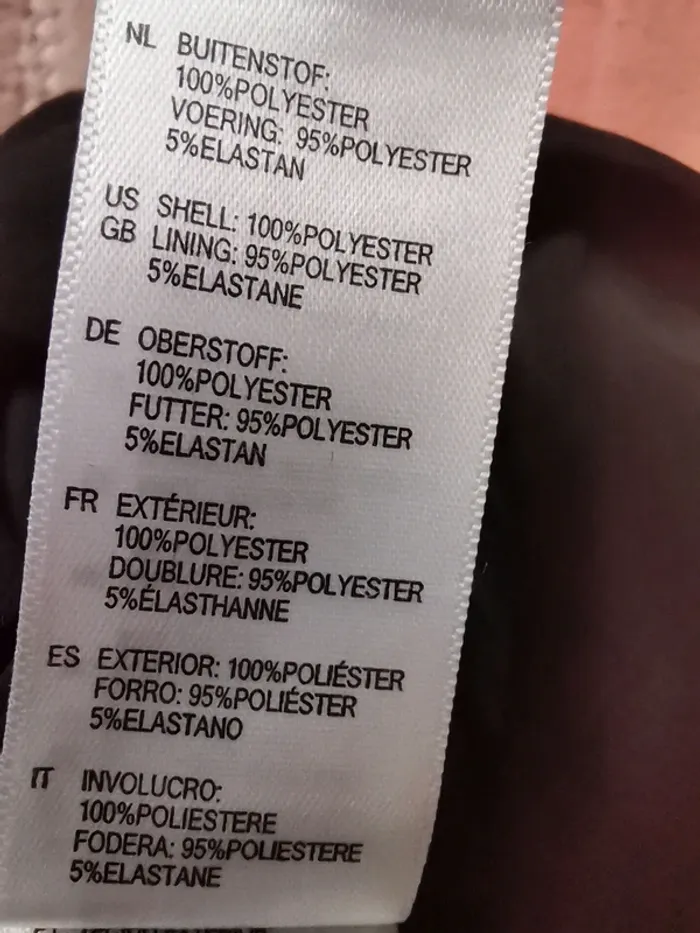 NL BUITENSTOF:
100%POLYESTER
VOERING: 95%POLYESTER
5%ELASTAN
US SHELL: 100%POLYESTER
GB LINING: 95%POLYESTER
5%ELASTANE
DE OBERSTOFF:
100%POLYESTER
FUTTER: 95%POLYESTER
5%ELASTAN
FR EXTÉRIEUR:
100%POLYESTER
DOUBLURE: 95%POLYESTER
5%ÉLASTHANNE
ES EXTERIOR: 100%POLIÉSTER
FORRO: 95%POLIÉSTER
5%ELASTANO
IT INVOLUCRO:
100%POLIESTERE
FODERA: 95%POLIESTERE
5%ELASTANE